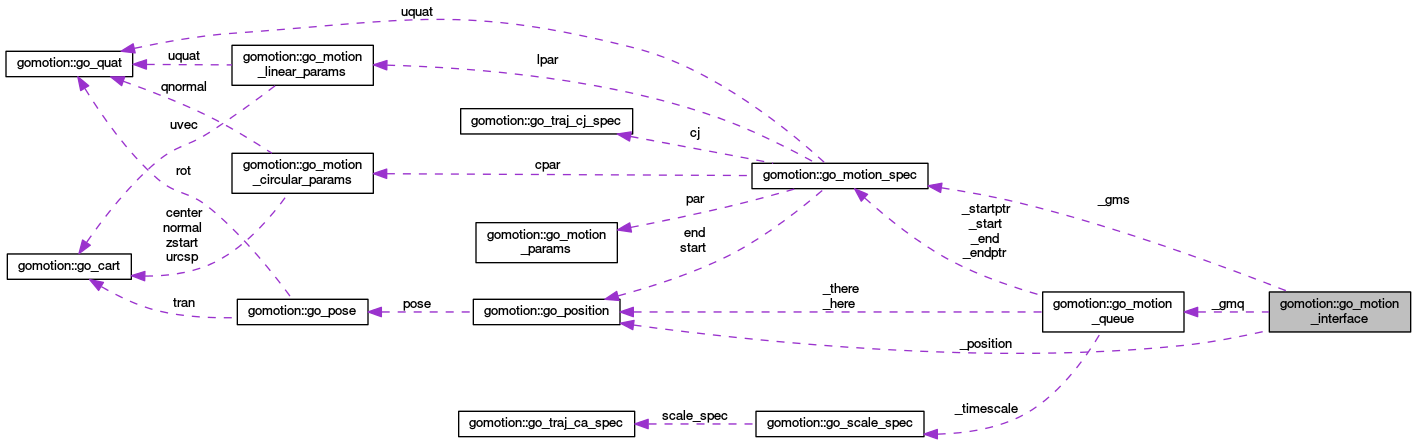 uquat
gomotion::go_quat
uquat
gomotion::go_motion
_linear_params
lpar
qnormal
gomotion::go_traj_cj_spec
cj
uvec
gomotion::go_motion
_circular_params
cpar
gomotion::go_motion_spec
rot
_gms
par
center
normal
zstart
urcsp
gomotion::go_motion
_params
end
start
_startptr
_start
_end
_endptr
gomotion::go_cart
tran
gomotion::go_pose
pose
gomotion::go_position
_there
_here
gomotion::go_motion
_queue
_gmq
gomotion::go_motion
_interface
_position
_timescale
gomotion::go_traj_ca_spec
scale_spec
gomotion::go_scale_spec